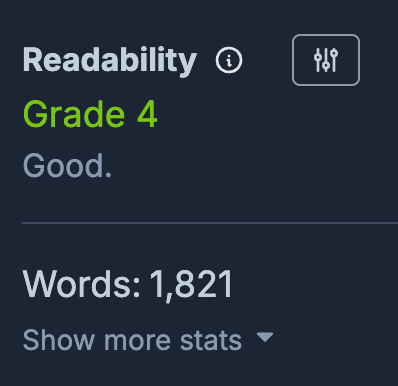 Readability
Grade 4
Good.
Words: 1,821
Show more stats